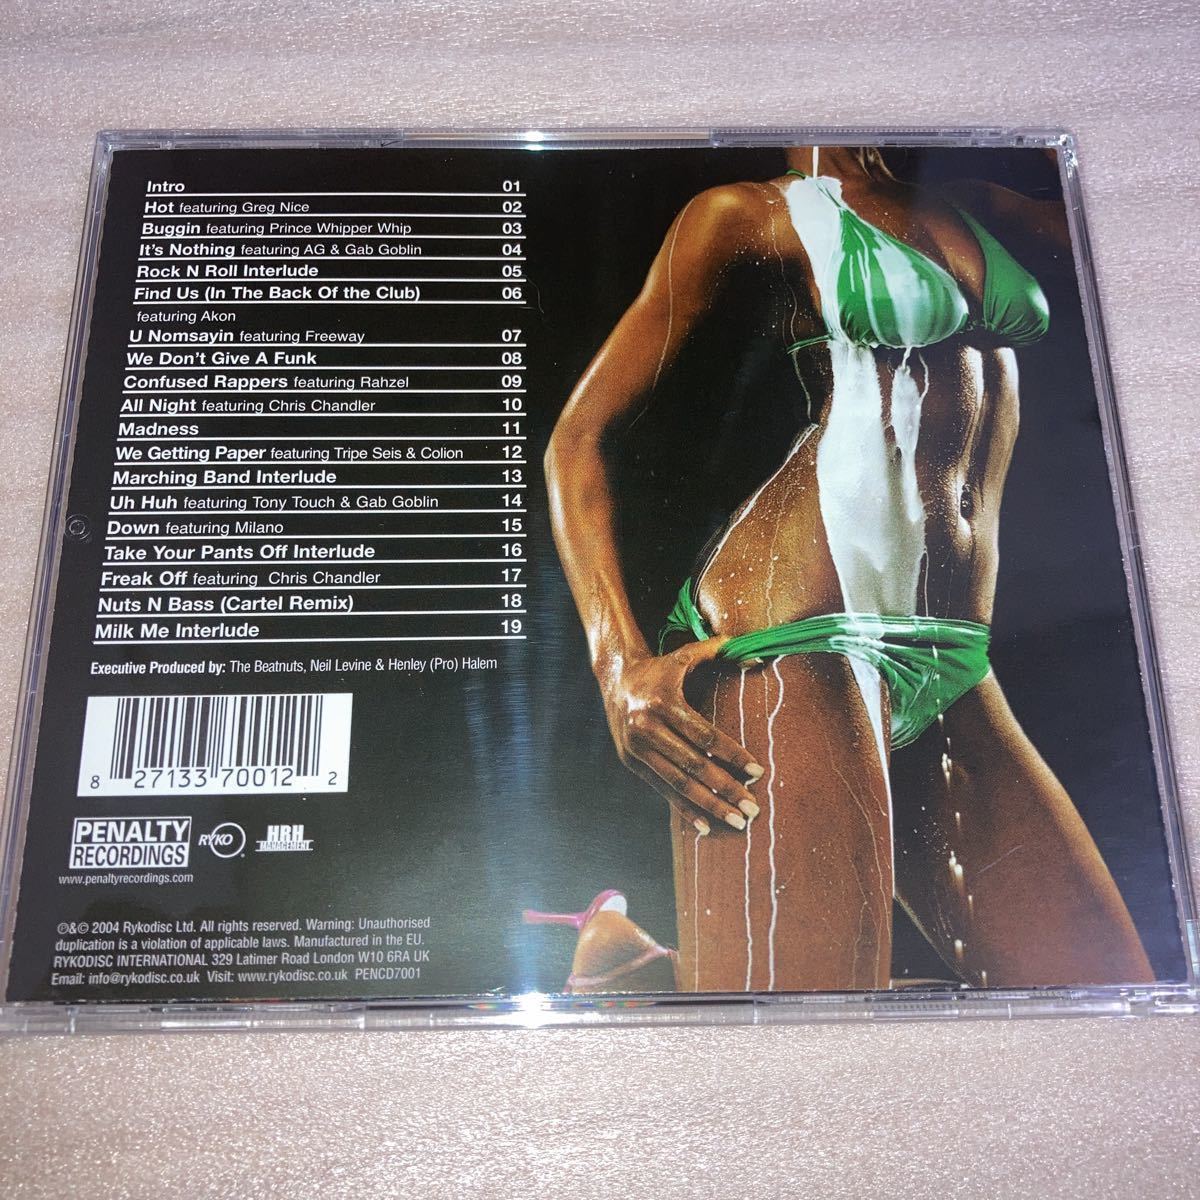 Intro 01
Hot featuring Greg Nice 02
Buggin featuring Prince Whipper Whip 03
It's Nothing featuring AG & Gab Goblin 04
Rock N Roll Interlude 05
Find Us (In The Back Of the Club) 06
featuring Akon
U Nomsayin featuring Freeway 07
We Don't Give A Funk 08
Confused Rappers featuring Rahzel 09
All Night featuring Chris Chandler 10
Madness 11
We Getting Paper featuring Tripe Seis & Colion 12
Marching Band Interlude 13
Uh Huh featuring Tony Touch & Gab Goblin 14
Down featuring Milano 15
Take Your Pants Off Interlude 16
Freak Off featuring Chris Chandler 17
Nuts N Bass (Cartel Remix) 18
Milk Me Interlude 19
Executive Produced by: The Beatnuts, Neil Levine & Henley (Pro) Halem
8 27133 70012 2
PENALTY RYKO HRH
RECORDINGS MANAGEMENT
www.penaltyrecordings.com
℗&© 2004 Rykodisc Ltd. All rights reserved. Warning: Unauthorised
duplication is a violation of applicable laws. Manufactured in the EU.
RYKODISC INTERNATIONAL 329 Latimer Road London W10 6RA UK
Email: info@rykodisc.co.uk Visit: www.rykodisc.co.uk PENCD7001